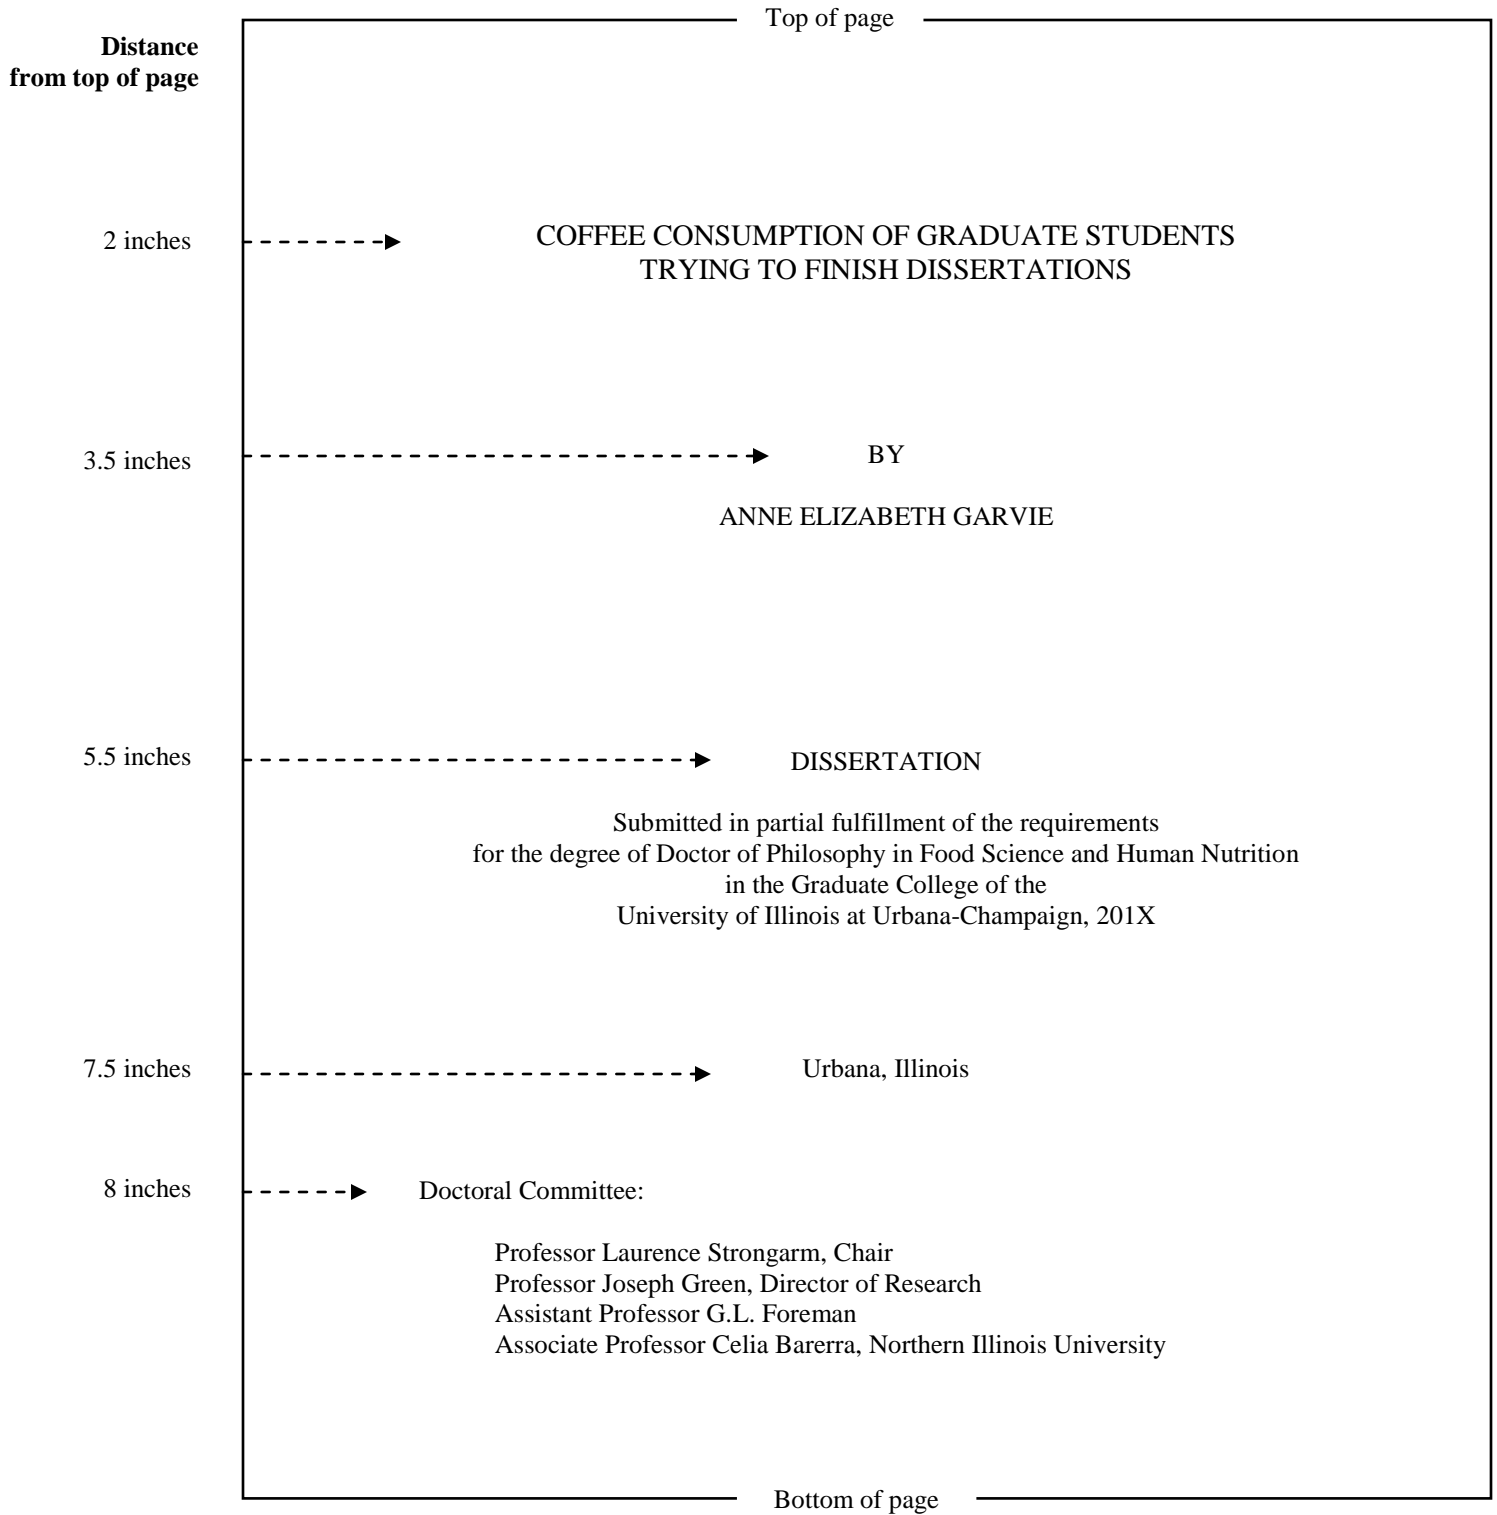 Top of page
Distance
from top of page
2 inches
COFFEE CONSUMPTION OF GRADUATE STUDENTS
TRYING TO FINISH DISSERTATIONS
3.5 inches
BY
ANNE ELIZABETH GARVIE
5.5 inches
DISSERTATION
Submitted in partial fulfillment of the requirements
for the degree of Doctor of Philosophy in Food Science and Human Nutrition
in the Graduate College of the
University of Illinois at Urbana-Champaign, 201X
7.5 inches
Urbana, Illinois
8 inches
Doctoral Committee:
Professor Laurence Strongarm, Chair
Professor Joseph Green, Director of Research
Assistant Professor G.L. Foreman
Associate Professor Celia Barerra, Northern Illinois University
Bottom of page